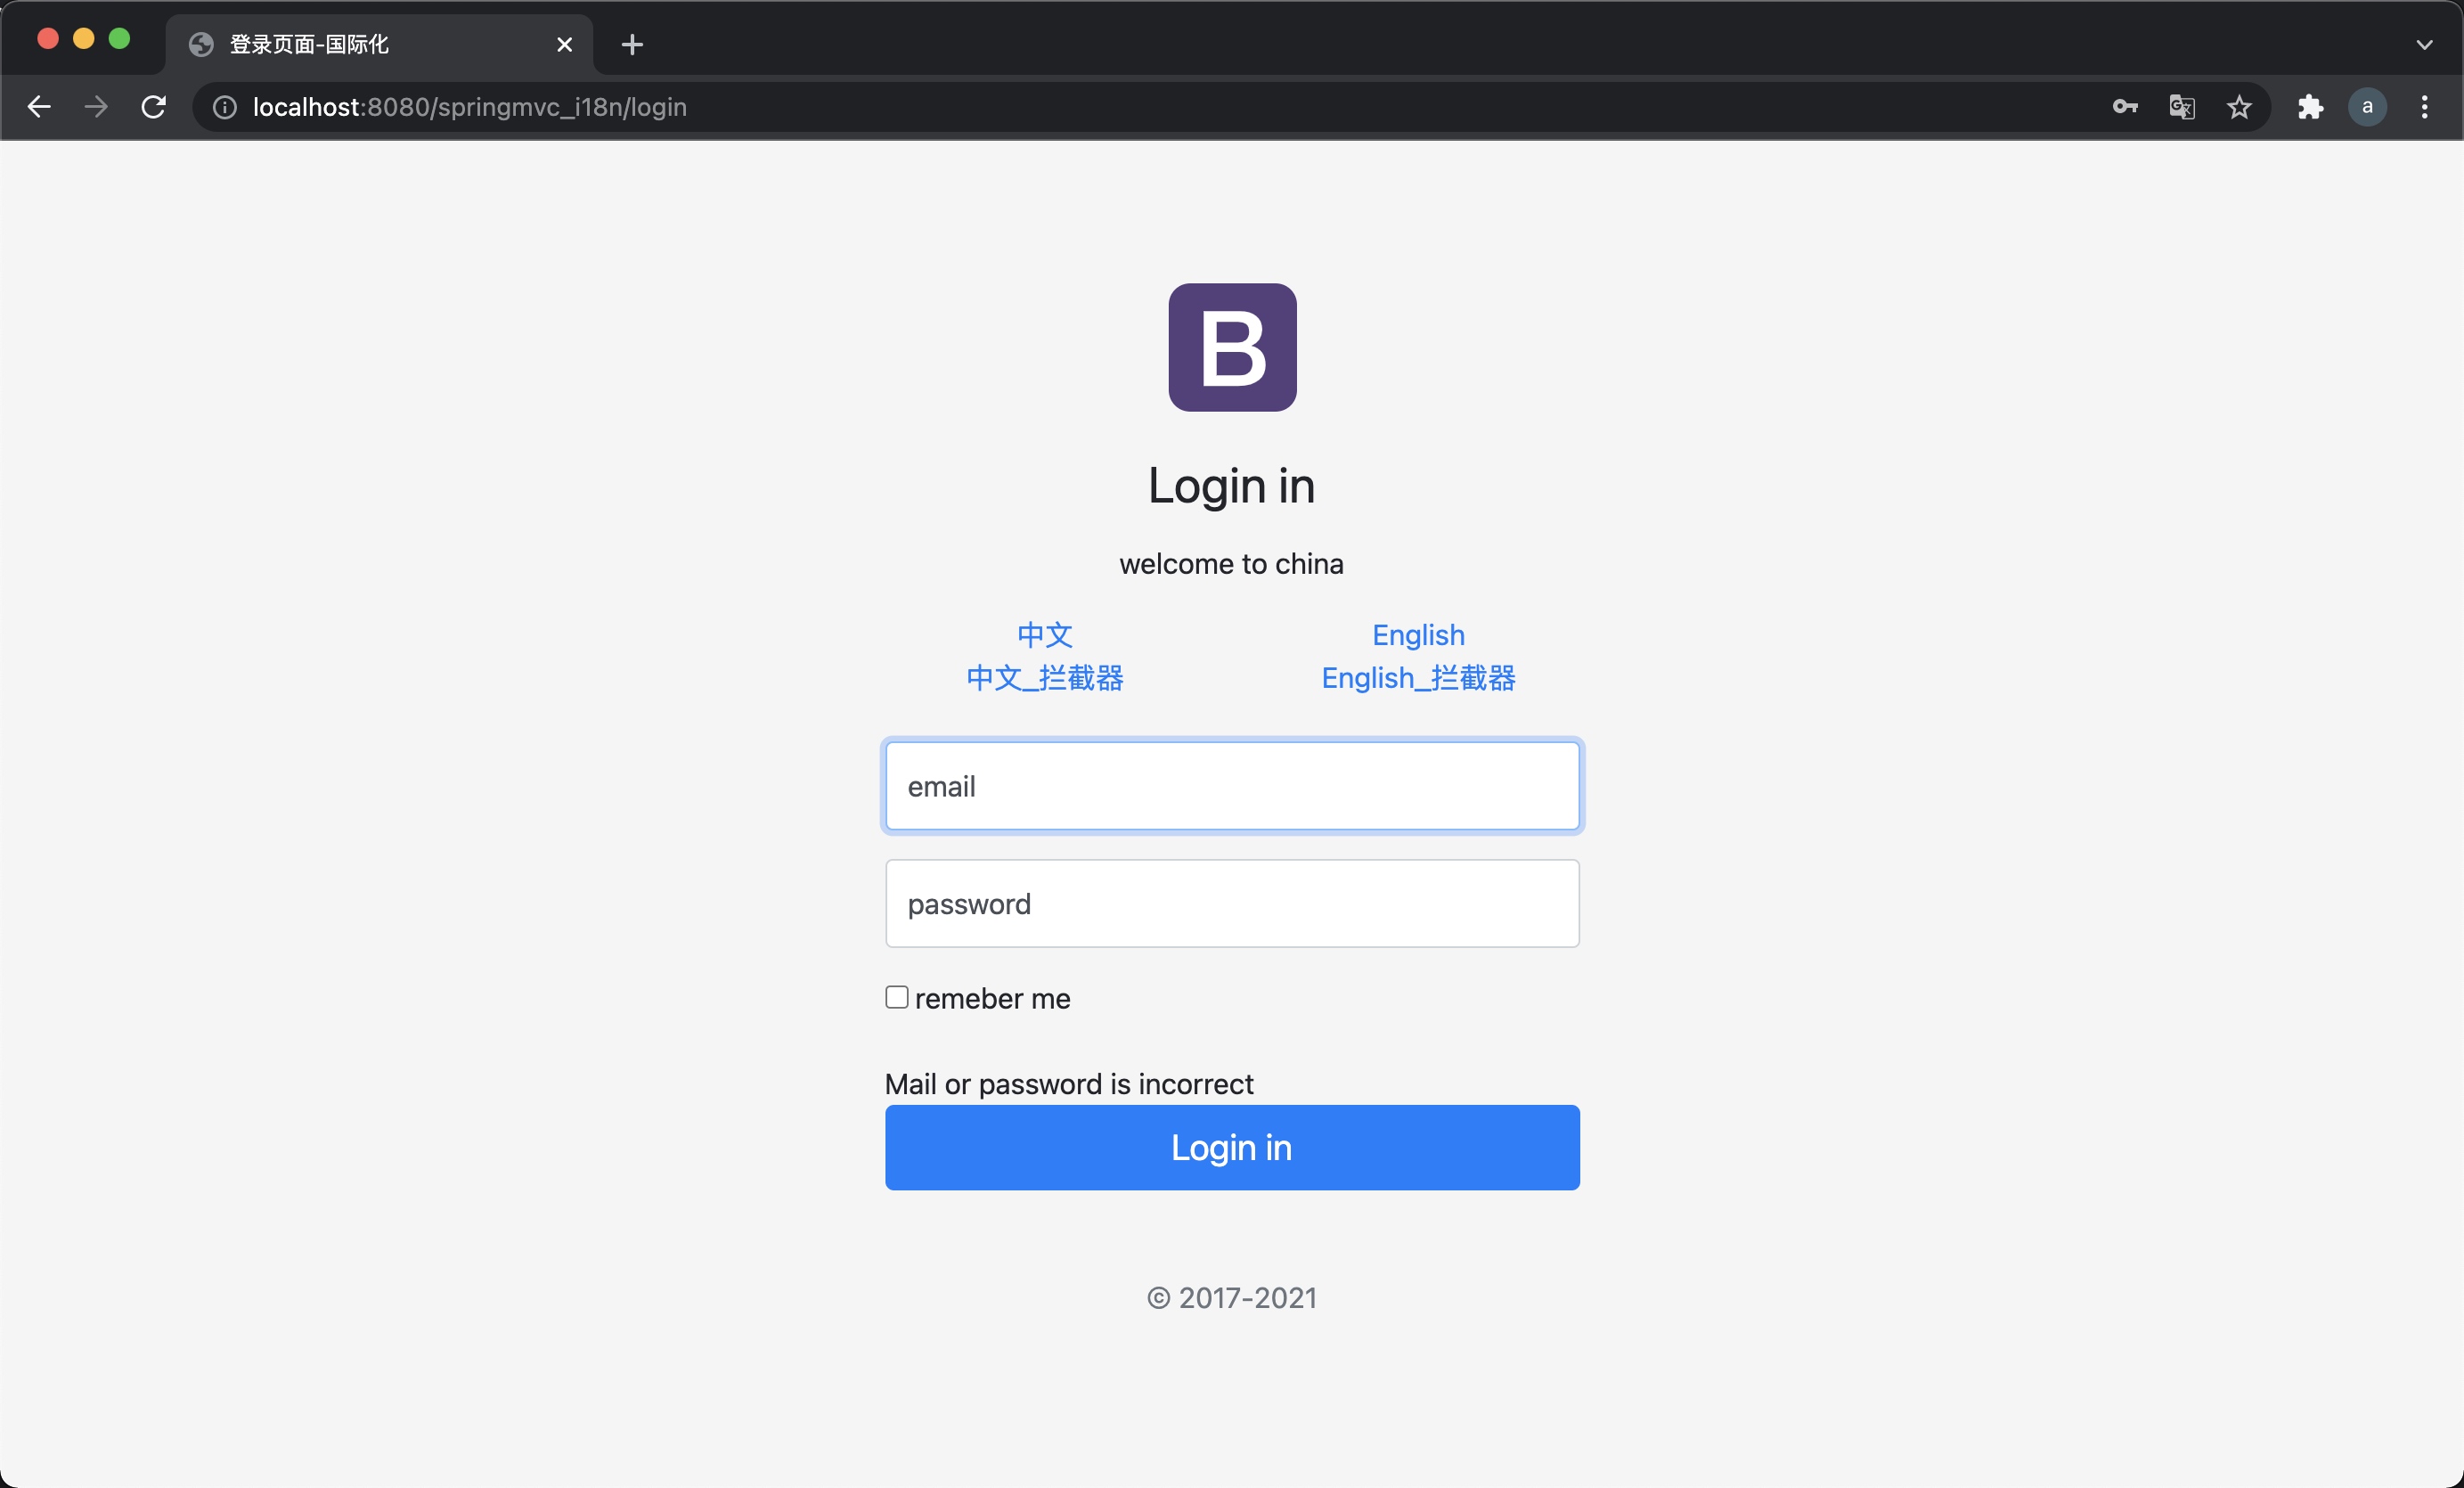 登录页面-国际化
localhost:8080/springmvc_i18n/login
a
B
Login in
welcome to china
中文 English
中文_拦截器 English_拦截器
email
password
remeber me
Mail or password is incorrect
Login in
© 2017-2021